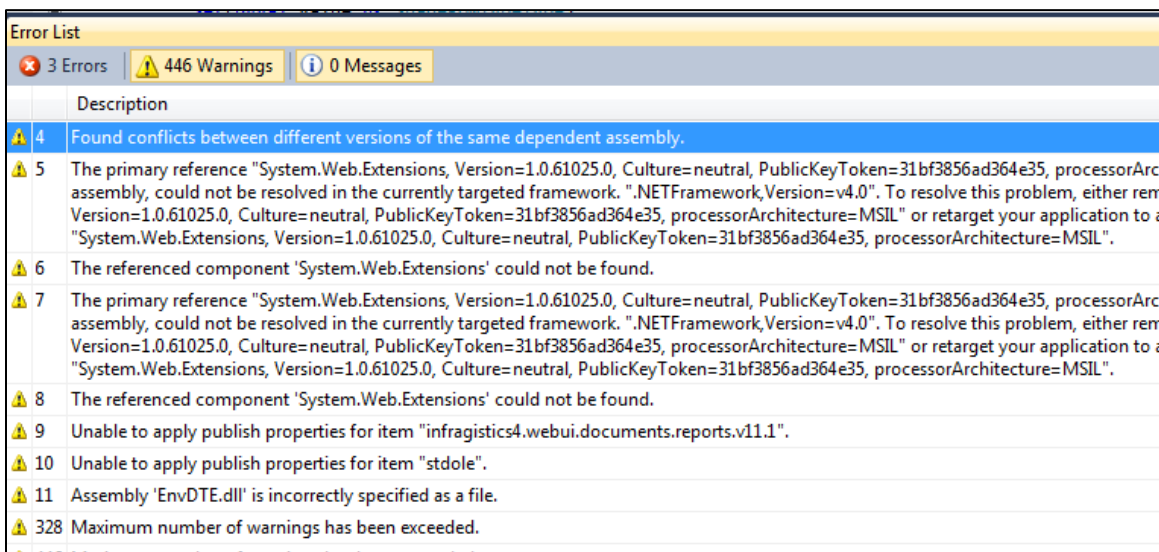 Error List
3 Errors 446 Warnings 0 Messages
Description
4 Found conflicts between different versions of the same dependent assembly.
5 The primary reference "System.Web.Extensions, Version=1.0.61025.0, Culture=neutral, PublicKeyToken=31bf3856ad364e35, processorArc
assembly, could not be resolved in the currently targeted framework. ".NETFramework,Version=v4.0". To resolve this problem, either rem
Version=1.0.61025.0, Culture=neutral, PublicKeyToken=31bf3856ad364e35, processorArchitecture=MSIL" or retarget your application to a
"System.Web.Extensions, Version=1.0.61025.0, Culture=neutral, PublicKeyToken=31bf3856ad364e35, processorArchitecture=MSIL".
6 The referenced component 'System.Web.Extensions' could not be found.
7 The primary reference "System.Web.Extensions, Version=1.0.61025.0, Culture=neutral, PublicKeyToken=31bf3856ad364e35, processorArc
assembly, could not be resolved in the currently targeted framework. ".NETFramework,Version=v4.0". To resolve this problem, either rem
Version=1.0.61025.0, Culture=neutral, PublicKeyToken=31bf3856ad364e35, processorArchitecture=MSIL" or retarget your application to a
"System.Web.Extensions, Version=1.0.61025.0, Culture=neutral, PublicKeyToken=31bf3856ad364e35, processorArchitecture=MSIL".
8 The referenced component 'System.Web.Extensions' could not be found.
9 Unable to apply publish properties for item "infragistics4.webui.documents.reports.v11.1".
10 Unable to apply publish properties for item "stdole".
11 Assembly 'EnvDTE.dll' is incorrectly specified as a file.
328 Maximum number of warnings has been exceeded.